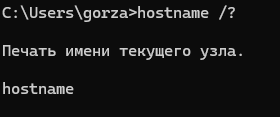 C:\Users\gorza>hostname /?
Печать имени текущего узла.
hostname